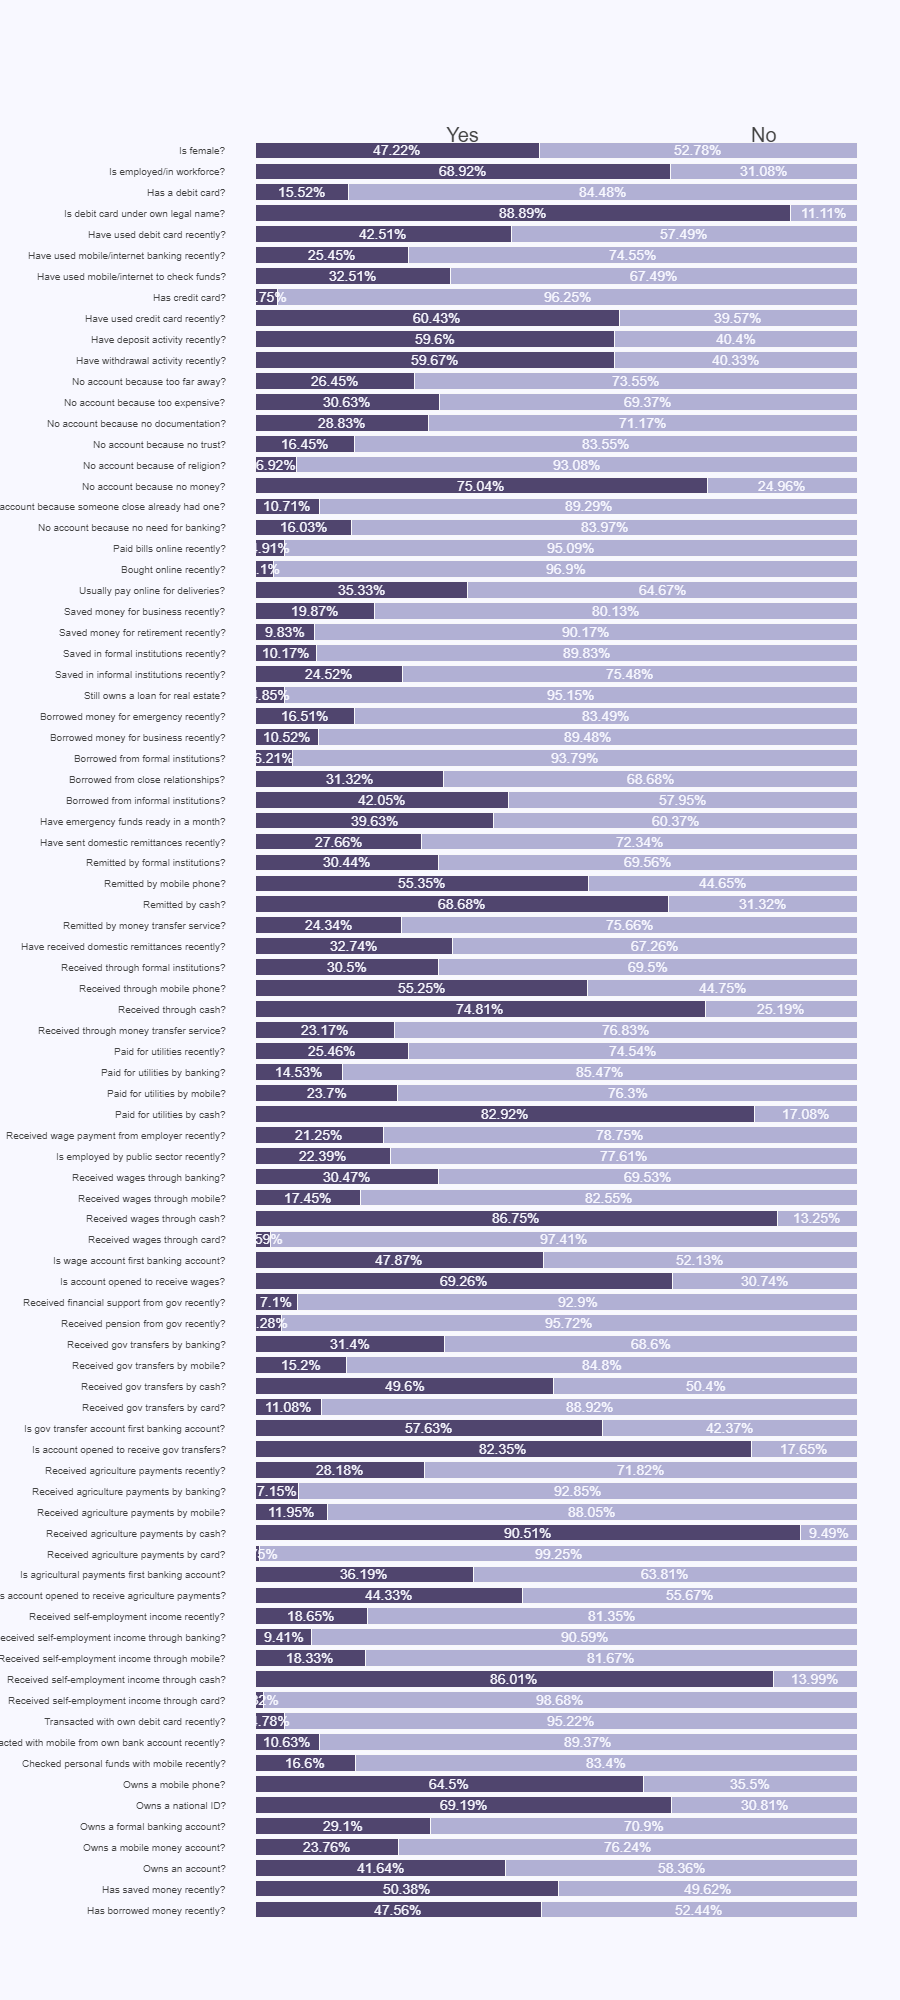 Yes No
Is female? 47.22% 52.78%
Is employed/in workforce? 68.92% 31.08%
Has a debit card? 15.52% 84.48%
Is debit card under own legal name? 88.89% 11.11%
Have used debit card recently? 42.51% 57.49%
Have used mobile/internet banking recently? 25.45% 74.55%
Have used mobile/internet to check funds? 32.51% 67.49%
Has credit card? .75% 96.25%
Have used credit card recently? 60.43% 39.57%
Have deposit activity recently? 59.6% 40.4%
Have withdrawal activity recently? 59.67% 40.33%
No account because too far away? 26.45% 73.55%
No account because too expensive? 30.63% 69.37%
No account because no documentation? 28.83% 71.17%
No account because no trust? 16.45% 83.55%
No account because of religion? 6.92% 93.08%
No account because no money? 75.04% 24.96%
account because someone close already had one? 10.71% 89.29%
No account because no need for banking? 16.03% 83.97%
Paid bills online recently? .91% 95.09%
Bought online recently? .1% 96.9%
Usually pay online for deliveries? 35.33% 64.67%
Saved money for business recently? 19.87% 80.13%
Saved money for retirement recently? 9.83% 90.17%
Saved in formal institutions recently? 10.17% 89.83%
Saved in informal institutions recently? 24.52% 75.48%
Still owns a loan for real estate? .85% 95.15%
Borrowed money for emergency recently? 16.51% 83.49%
Borrowed money for business recently? 10.52% 89.48%
Borrowed from formal institutions? 6.21% 93.79%
Borrowed from close relationships? 31.32% 68.68%
Borrowed from informal institutions? 42.05% 57.95%
Have emergency funds ready in a month? 39.63% 60.37%
Have sent domestic remittances recently? 27.66% 72.34%
Remitted by formal institutions? 30.44% 69.56%
Remitted by mobile phone? 55.35% 44.65%
Remitted by cash? 68.68% 31.32%
Remitted by money transfer service? 24.34% 75.66%
Have received domestic remittances recently? 32.74% 67.26%
Received through formal institutions? 30.5% 69.5%
Received through mobile phone? 55.25% 44.75%
Received through cash? 74.81% 25.19%
Received through money transfer service? 23.17% 76.83%
Paid for utilities recently? 25.46% 74.54%
Paid for utilities by banking? 14.53% 85.47%
Paid for utilities by mobile? 23.7% 76.3%
Paid for utilities by cash? 82.92% 17.08%
Received wage payment from employer recently? 21.25% 78.75%
Is employed by public sector recently? 22.39% 77.61%
Received wages through banking? 30.47% 69.53%
Received wages through mobile? 17.45% 82.55%
Received wages through cash? 86.75% 13.25%
Received wages through card? 59% 97.41%
Is wage account first banking account? 47.87% 52.13%
Is account opened to receive wages? 69.26% 30.74%
Received financial support from gov recently? 7.1% 92.9%
Received pension from gov recently? .28% 95.72%
Received gov transfers by banking? 31.4% 68.6%
Received gov transfers by mobile? 15.2% 84.8%
Received gov transfers by cash? 49.6% 50.4%
Received gov transfers by card? 11.08% 88.92%
Is gov transfer account first banking account? 57.63% 42.37%
Is account opened to receive gov transfers? 82.35% 17.65%
Received agriculture payments recently? 28.18% 71.82%
Received agriculture payments by banking? 7.15% 92.85%
Received agriculture payments by mobile? 11.95% 88.05%
Received agriculture payments by cash? 90.51% 9.49%
Received agriculture payments by card? 5% 99.25%
Is agricultural payments first banking account? 36.19% 63.81%
s account opened to receive agriculture payments? 44.33% 55.67%
Received self-employment income recently? 18.65% 81.35%
eceived self-employment income through banking? 9.41% 90.59%
Received self-employment income through mobile? 18.33% 81.67%
Received self-employment income through cash? 86.01% 13.99%
Received self-employment income through card? 2% 98.68%
Transacted with own debit card recently? .78% 95.22%
acted with mobile from own bank account recently? 10.63% 89.37%
Checked personal funds with mobile recently? 16.6% 83.4%
Owns a mobile phone? 64.5% 35.5%
Owns a national ID? 69.19% 30.81%
Owns a formal banking account? 29.1% 70.9%
Owns a mobile money account? 23.76% 76.24%
Owns an account? 41.64% 58.36%
Has saved money recently? 50.38% 49.62%
Has borrowed money recently? 47.56% 52.44%